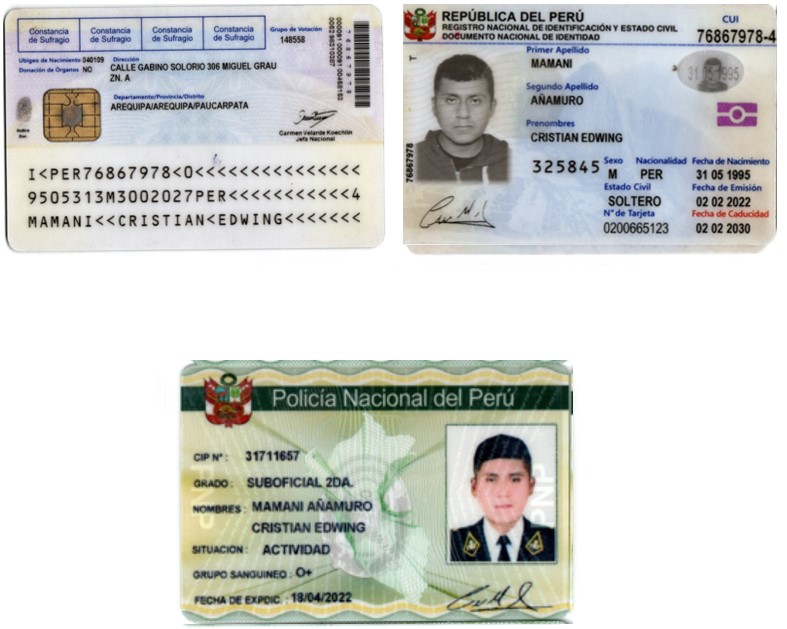 Constancia de Sufragio
Constancia de Sufragio
Constancia de Sufragio
Constancia de Sufragio
Grupo de Votación
148558
Ubigeo de Nacimiento 040109
Donación de Órganos NO
Dirección
CALLE GABINO SOLORIO 306 MIGUEL GRAU
ZN. A
Departamento/Provincia/Distrito
AREQUIPA/AREQUIPA/PAUCARPATA
Indice
Der.
Carmen Velarde Koechlin
Jefa Nacional
I<PER76867978<0<<<<<<<<<<<<<<<
9505313M3002027PER<<<<<<<<<<<4
MAMANI<<CRISTIAN<EDWING<<<<<<<
REPÚBLICA DEL PERÚ
REGISTRO NACIONAL DE IDENTIFICACIÓN Y ESTADO CIVIL
DOCUMENTO NACIONAL DE IDENTIDAD
CUI
76867978-4
Primer Apellido
MAMANI
Segundo Apellido
AÑAMURO
Prenombres
CRISTIAN EDWING
31 05 1995
76867978
325845
Sexo Nacionalidad Fecha de Nacimiento
M PER 31 05 1995
Estado Civil Fecha de Emisión
SOLTERO 02 02 2022
N° de Tarjeta Fecha de Caducidad
0200665123 02 02 2030
Policía Nacional del Perú
CIP N° : 31711657
GRADO : SUBOFICIAL 2DA.
NOMBRES : MAMANI AÑAMURO
CRISTIAN EDWING
SITUACION : ACTIVIDAD
GRUPO SANGUINEO : O+
FECHA DE EXPDIC. : 18/04/2022
PNP
PNP